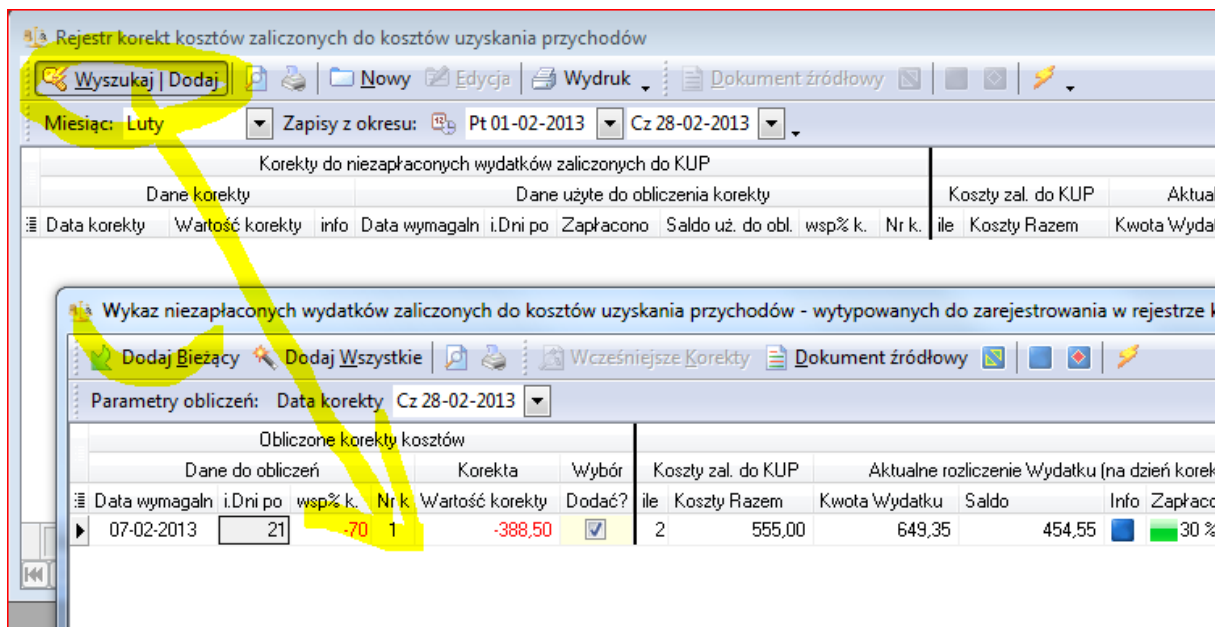 Rejestr korekt kosztów zaliczonych do kosztów uzyskania przychodów
Wyszukaj | Dodaj Nowy Edycja Wydruk Dokument źródłowy
Miesiąc: Luty Zapisy z okresu: Pt 01-02-2013 Cz 28-02-2013
Korekty do niezapłaconych wydatków zaliczonych do KUP
Dane korekty Dane użyte do obliczenia korekty Koszty zal. do KUP Aktual
Data korekty Wartość korekty info Data wymagaln i.Dni po Zapłacono Saldo uż. do obl. wsp% k. Nr k. ile Koszty Razem Kwota Wyda
Wykaz niezapłaconych wydatków zaliczonych do kosztów uzyskania przychodów - wytypowanych do zarejestrowania w rejestrze k
Dodaj Bieżący Dodaj Wszystkie Wcześniejsze Korekty Dokument źródłowy
Parametry obliczeń: Data korekty Cz 28-02-2013
Obliczone korekty kosztów
Dane do obliczeń Korekta Wybór Koszty zal. do KUP Aktualne rozliczenie Wydatku (na dzień korek
Data wymagaln i.Dni po wsp% k. Nr k Wartość korekty Dodać? ile Koszty Razem Kwota Wydatku Saldo Info Zapłaco
07-02-2013 21 -70 1 -388,50 2 555,00 649,35 454,55 30 %